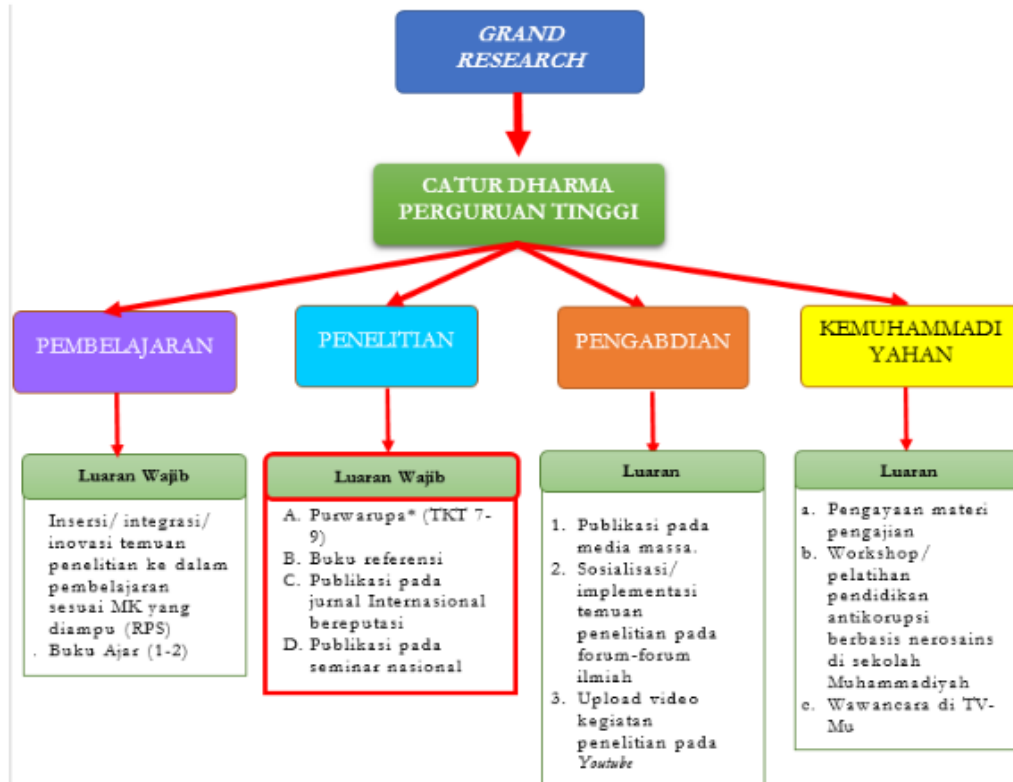 GRAND
RESEARCH
CATUR DHARMA
PERGURUAN TINGGI
PEMBELAJARAN
PENELITIAN
PENGABDIAN
KEMUHAMMADI
YAHAN
Luaran Wajib
Insersi/ integrasi/
inovasi temuan
penelitian ke dalam
pembelajaran
sesuai MK yang
diampu (RPS)
. Buku Ajar (1-2)
Luaran Wajib
A. Purwarupa* (TKT 7-
9)
B. Buku referensi
C. Publikasi pada
jurnal Internasional
bereputasi
D. Publikasi pada
seminar nasional
Luaran
1. Publikasi pada
media massa.
2. Sosialisasi/
implementasi
temuan
penelitian pada
forum-forum
ilmiah
3. Upload video
kegiatan
penelitian pada
Youtube
Luaran
a. Pengayaan materi
pengajian
b. Workshop/
pelatihan
pendidikan
antikorupsi
berbasis nerosains
di sekolah
Muhammadiyah
c. Wawancara di TV-
Mu